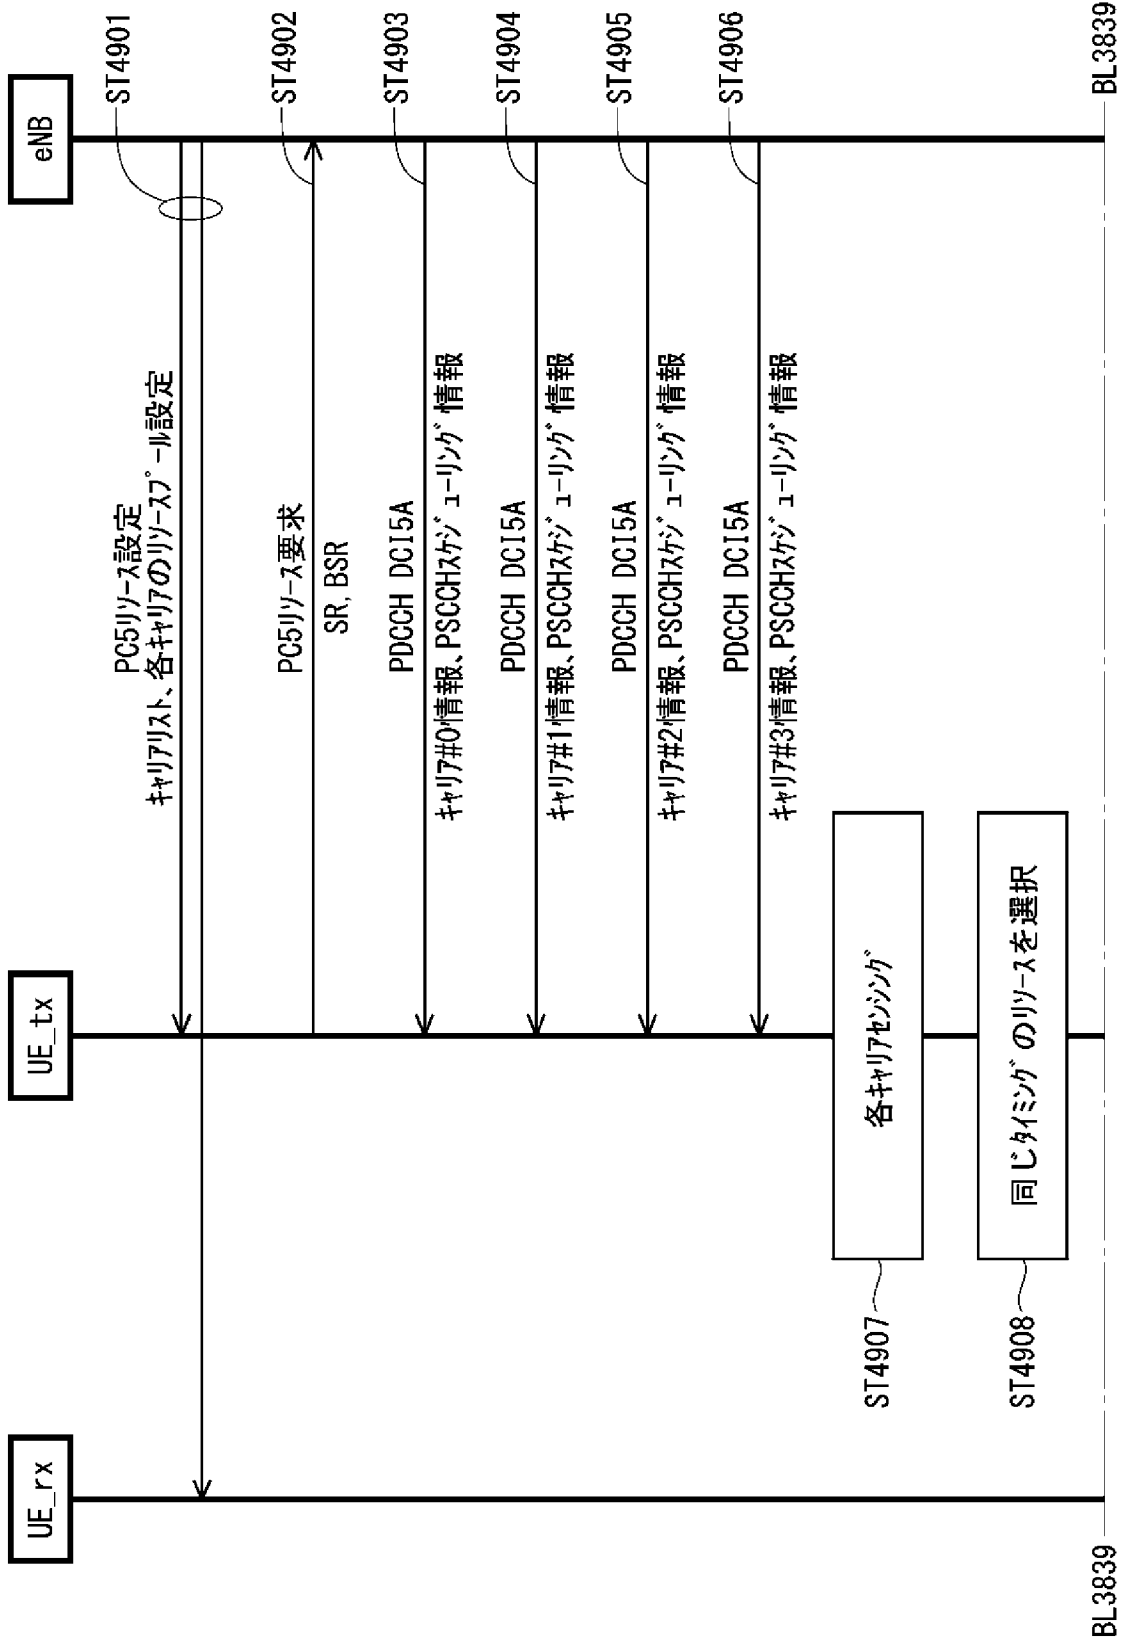 UE_rx
UE_tx
eNB
ST4901
PC5リソース設定
キャリアリスト、各キャリアのリソースプール設定
ST4902
PC5リソース要求
SR, BSR
ST4903
PDCCH DCI5A
キャリア#0情報、PSCCHスケジューリング情報
ST4904
PDCCH DCI5A
キャリア#1情報、PSCCHスケジューリング情報
ST4905
PDCCH DCI5A
キャリア#2情報、PSCCHスケジューリング情報
ST4906
PDCCH DCI5A
キャリア#3情報、PSCCHスケジューリング情報
ST4907
各キャリアセンシング
ST4908
同じタイミングのリソースを選択
BL3839
BL3839